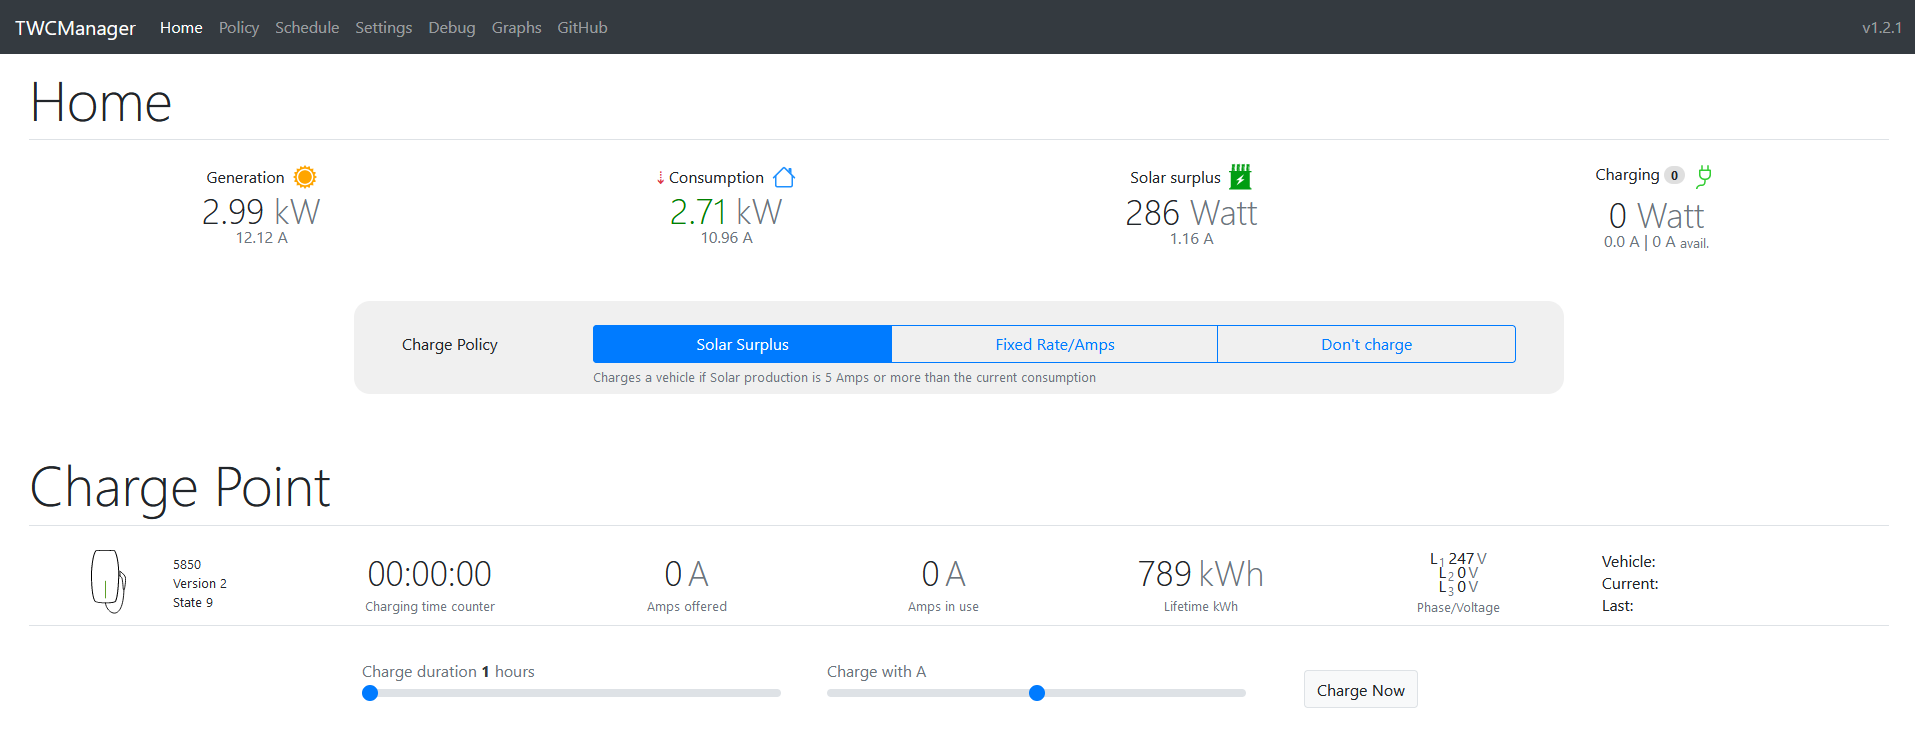 TWCManager Home Policy Schedule Settings Debug Graphs GitHub v1.2.1
Home
Generation Consumption Solar surplus Charging 0
2.99 kW 2.71 kW 286 Watt 0 Watt
12.12 A 10.96 A 1.16 A 0.0 A | 0 A avail.
Charge Policy Solar Surplus Fixed Rate/Amps Don't charge
Charges a vehicle if Solar production is 5 Amps or more than the current consumption
Charge Point
5850
Version 2
State 9
00:00:00
Charging time counter
0 A
Amps offered
0 A
Amps in use
789 kWh
Lifetime kWh
L1 247 V
L2 0 V
L3 0 V
Phase/Voltage
Vehicle:
Current:
Last:
Charge duration 1 hours Charge with A
Charge Now